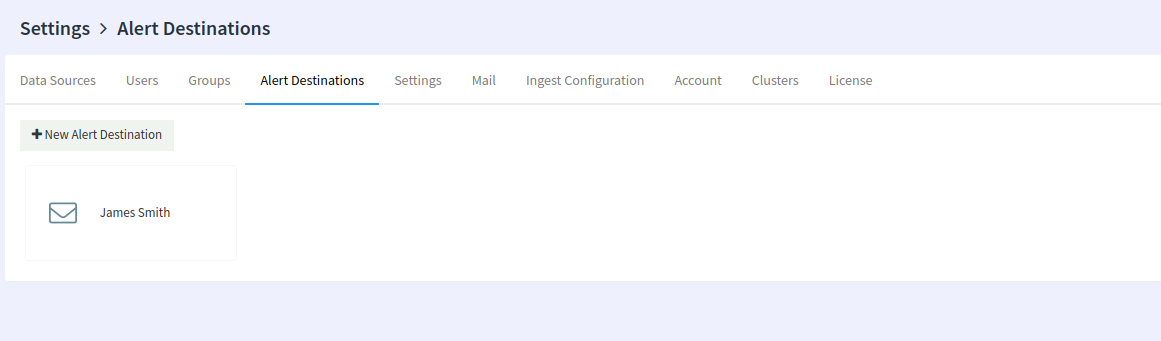 Settings > Alert Destinations
Data Sources Users Groups Alert Destinations Settings Mail Ingest Configuration Account Clusters License
+ New Alert Destination
James Smith